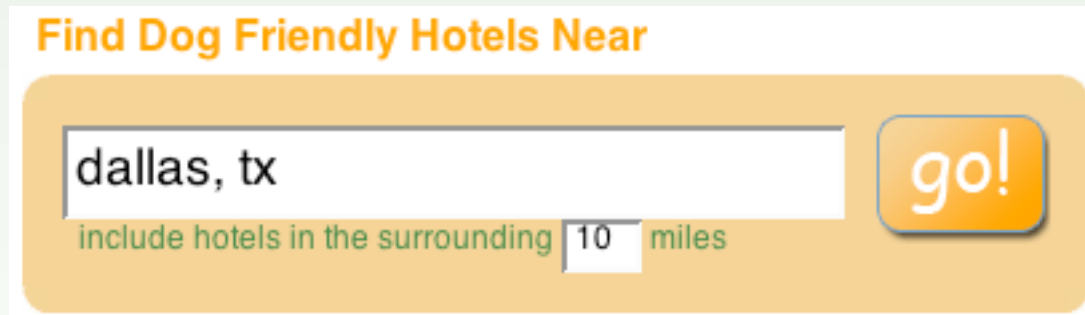 Find Dog Friendly Hotels Near
dallas, tx
go!
include hotels in the surrounding 10 miles